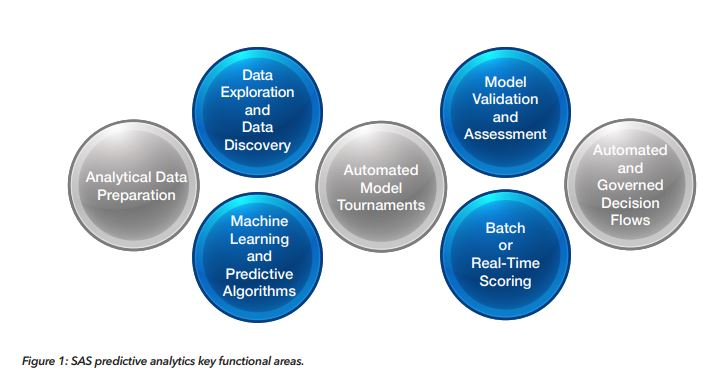 Analytical Data
Preparation
Data
Exploration
and
Data
Discovery
Machine
Learning
and
Predictive
Algorithms
Automated
Model
Tournaments
Model
Validation
and
Assessment
Batch
or
Real-Time
Scoring
Automated
and
Governed
Decision
Flows
Figure 1: SAS predictive analytics key functional areas.